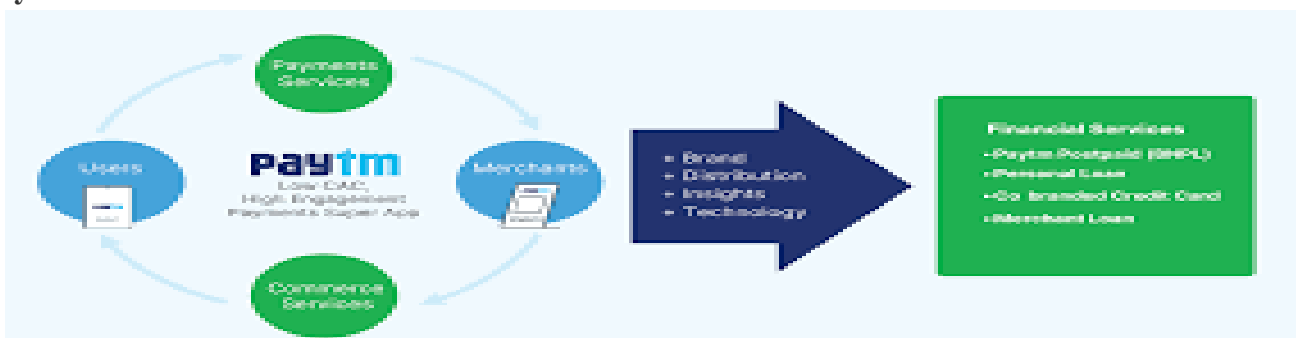 y
Payments
Services
Users
paytm
Low CAC,
High Engagement
Payments Super App
Merchants
Commerce
Services
+ Brand
+ Distribution
+ Insights
+ Technology
Financial Services
•Paytm Postpaid (BNPL)
•Personal Loan
•Co branded Credit Card
•Merchant Loan